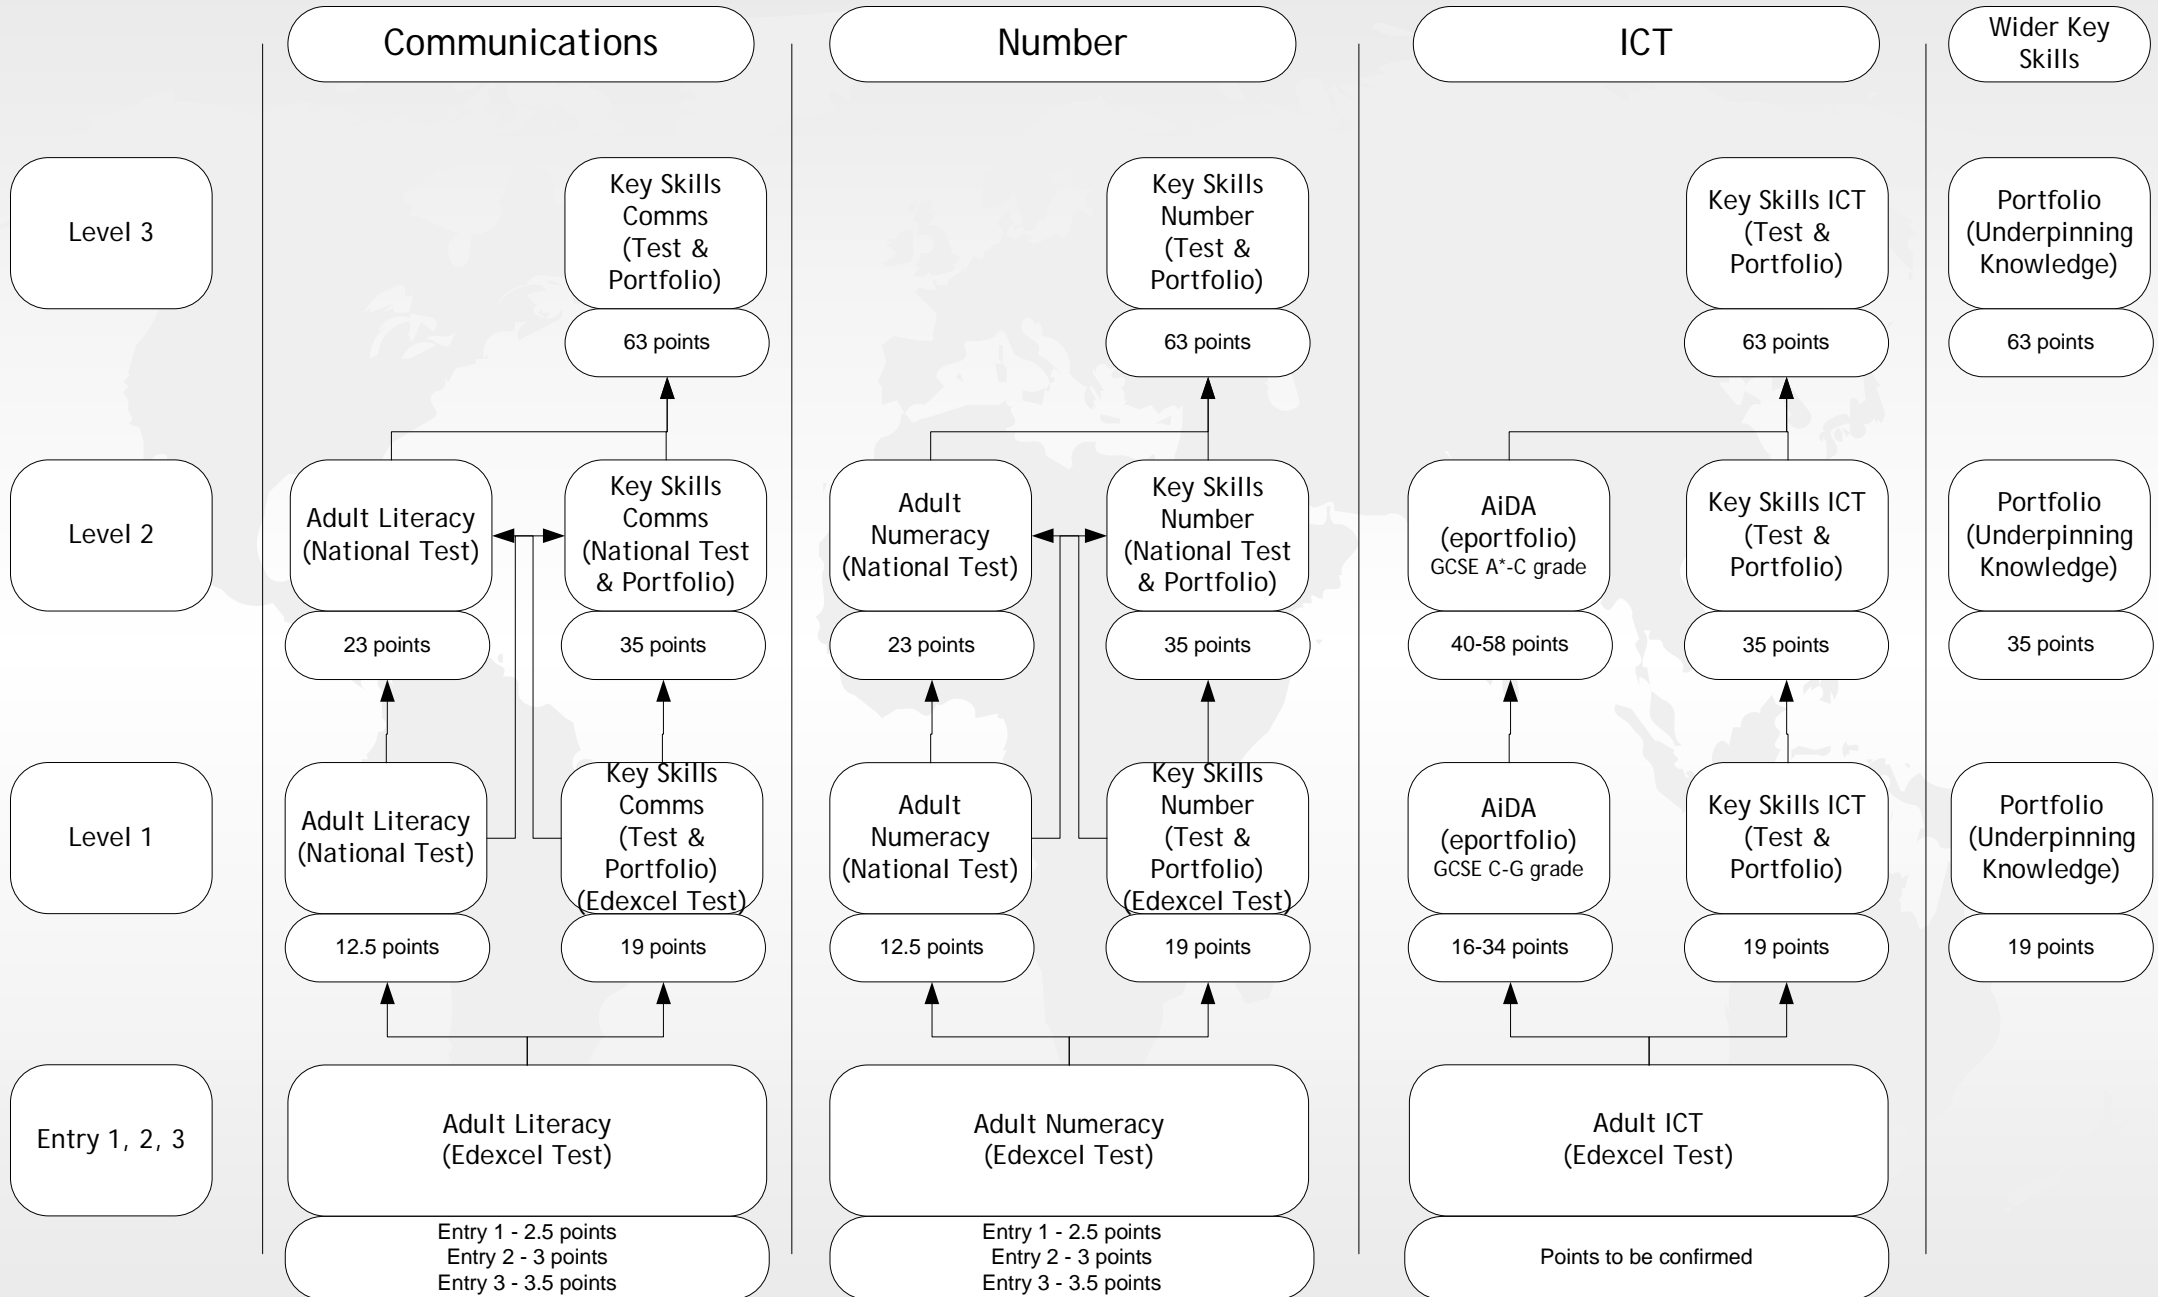 Communications
Number
ICT
Wider Key
Skills
Level 3
Key Skills
Comms
(Test &
Portfolio)
63 points
Key Skills
Number
(Test &
Portfolio)
63 points
Key Skills ICT
(Test &
Portfolio)
63 points
Portfolio
(Underpinning
Knowledge)
63 points
Level 2
Adult Literacy
(National Test)
23 points
Key Skills
Comms
(National Test
& Portfolio)
35 points
Adult
Numeracy
(National Test)
23 points
Key Skills
Number
(National Test
& Portfolio)
35 points
AiDA
(eportfolio)
GCSE A*-C grade
40-58 points
Key Skills ICT
(Test &
Portfolio)
35 points
Portfolio
(Underpinning
Knowledge)
35 points
Level 1
Adult Literacy
(National Test)
12.5 points
Key Skills
Comms
(Test &
Portfolio)
(Edexcel Test)
19 points
Adult
Numeracy
(National Test)
12.5 points
Key Skills
Number
(Test &
Portfolio)
(Edexcel Test)
19 points
AiDA
(eportfolio)
GCSE C-G grade
16-34 points
Key Skills ICT
(Test &
Portfolio)
19 points
Portfolio
(Underpinning
Knowledge)
19 points
Entry 1, 2, 3
Adult Literacy
(Edexcel Test)
Entry 1 - 2.5 points
Entry 2 - 3 points
Entry 3 - 3.5 points
Adult Numeracy
(Edexcel Test)
Entry 1 - 2.5 points
Entry 2 - 3 points
Entry 3 - 3.5 points
Adult ICT
(Edexcel Test)
Points to be confirmed